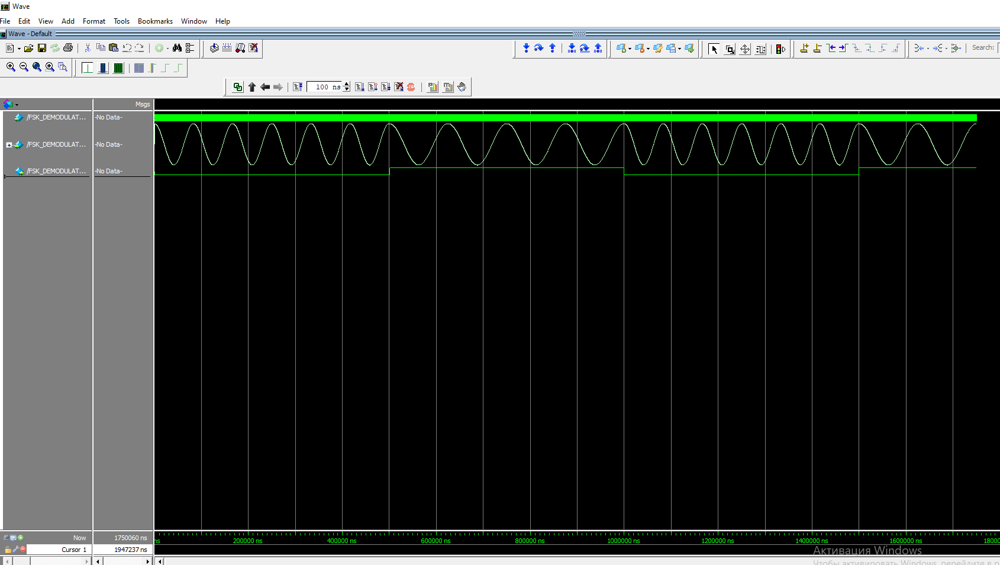 Wave
File Edit View Add Format Tools Bookmarks Window Help
Wave - Default
Search:
100 ns
Msgs
/FSK_DEMODULAT... -No Data-
/FSK_DEMODULAT... -No Data-
/FSK_DEMODULAT... -No Data-
Now 1750060 ns
ns 200000 ns 400000 ns 600000 ns 800000 ns 1000000 ns 1200000 ns 1400000 ns 1600000 ns 18000
Cursor 1 1947237 ns
Активация Windows
Чтобы активировать Windows, перейдите в р